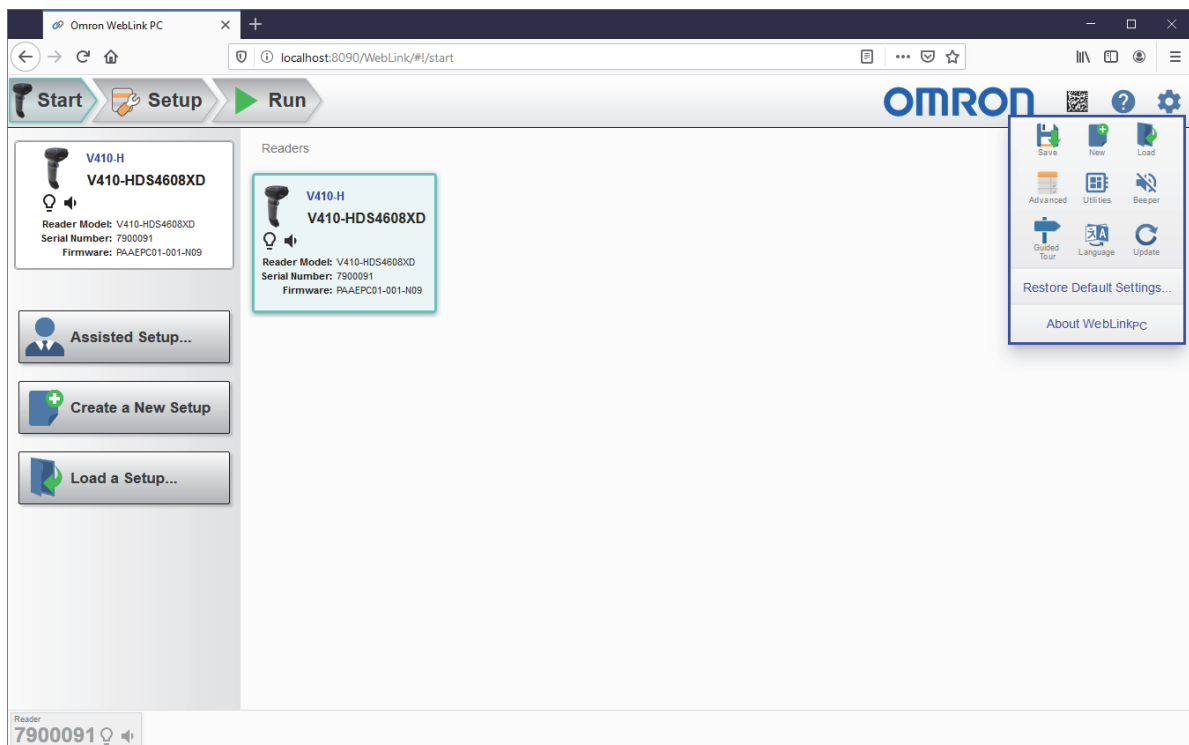 Omron WebLink PC
localhost:8090/WebLink/#!/start
Start
Setup
Run
OMRON
V410-H
V410-HDS4608XD
Reader Model: V410-HDS4608XD
Serial Number: 7900091
Firmware: PAAEPC01-001-N09
Assisted Setup...
Create a New Setup
Load a Setup...
Readers
V410-H
V410-HDS4608XD
Reader Model: V410-HDS4608XD
Serial Number: 7900091
Firmware: PAAEPC01-001-N09
Save
New
Load
Advanced
Utilities
Beeper
Guided
Tour
Language
Update
Restore Default Settings...
About WebLinkPC
Reader
7900091